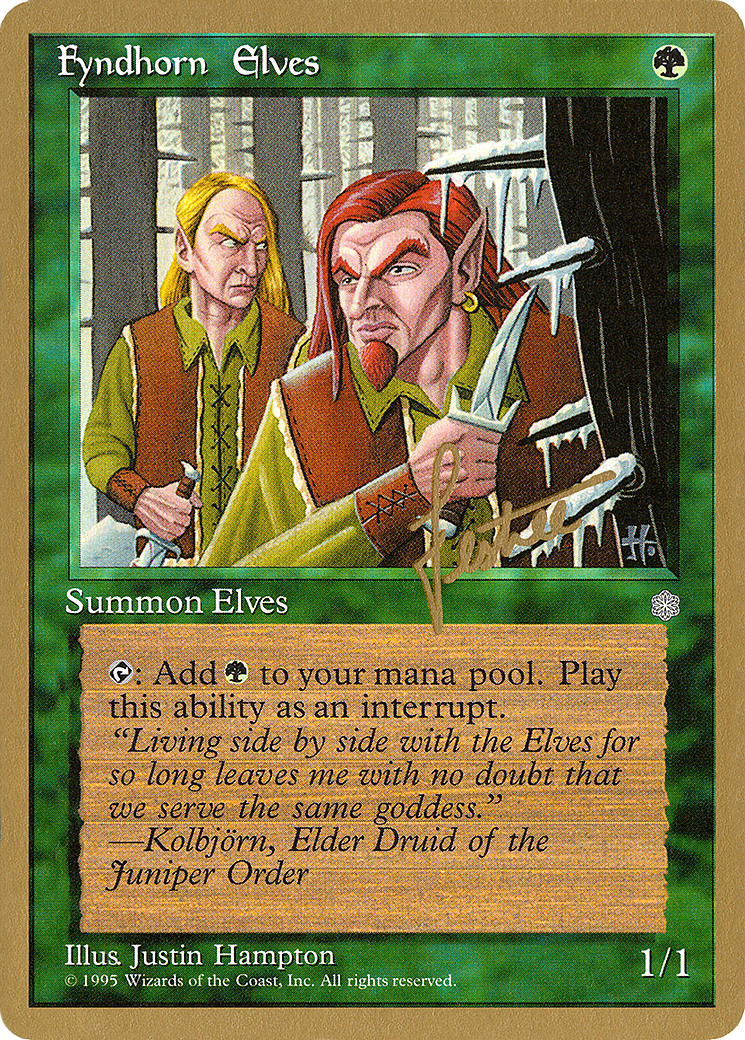 Fyndhorn Elves
H.
Summon Elves
: Add to your mana pool. Play
this ability as an interrupt.
“Living side by side with the Elves for
so long leaves me with no doubt that
we serve the same goddess.”
—Kolbjörn, Elder Druid of the
Juniper Order
Illus. Justin Hampton
1/1
© 1995 Wizards of the Coast, Inc. All rights reserved.